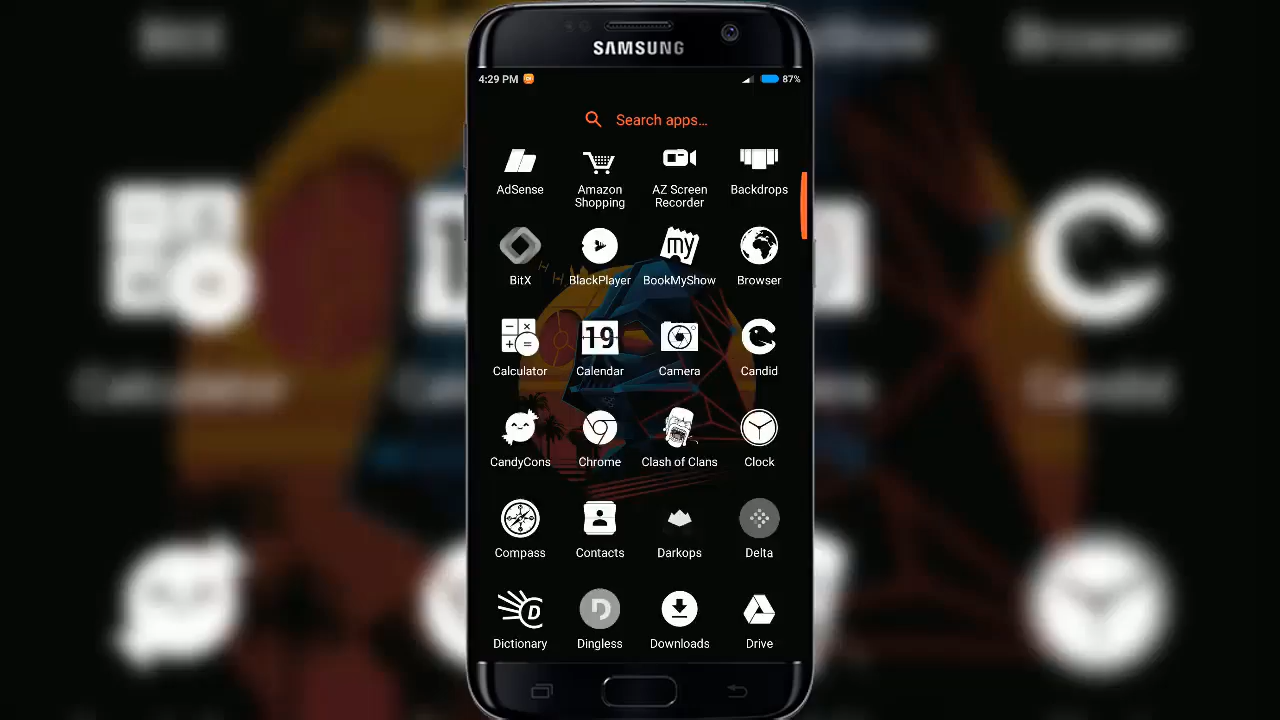 SAMSUNG
4:29 PM 87%
Search apps...
AdSense Amazon Shopping AZ Screen Recorder Backdrops
BitX BlackPlayer BookMyShow Browser
my
19
Calculator Calendar Camera Candid
CandyCons Chrome Clash of Clans Clock
Compass Contacts Darkops Delta
D D
Dictionary Dingless Downloads Drive